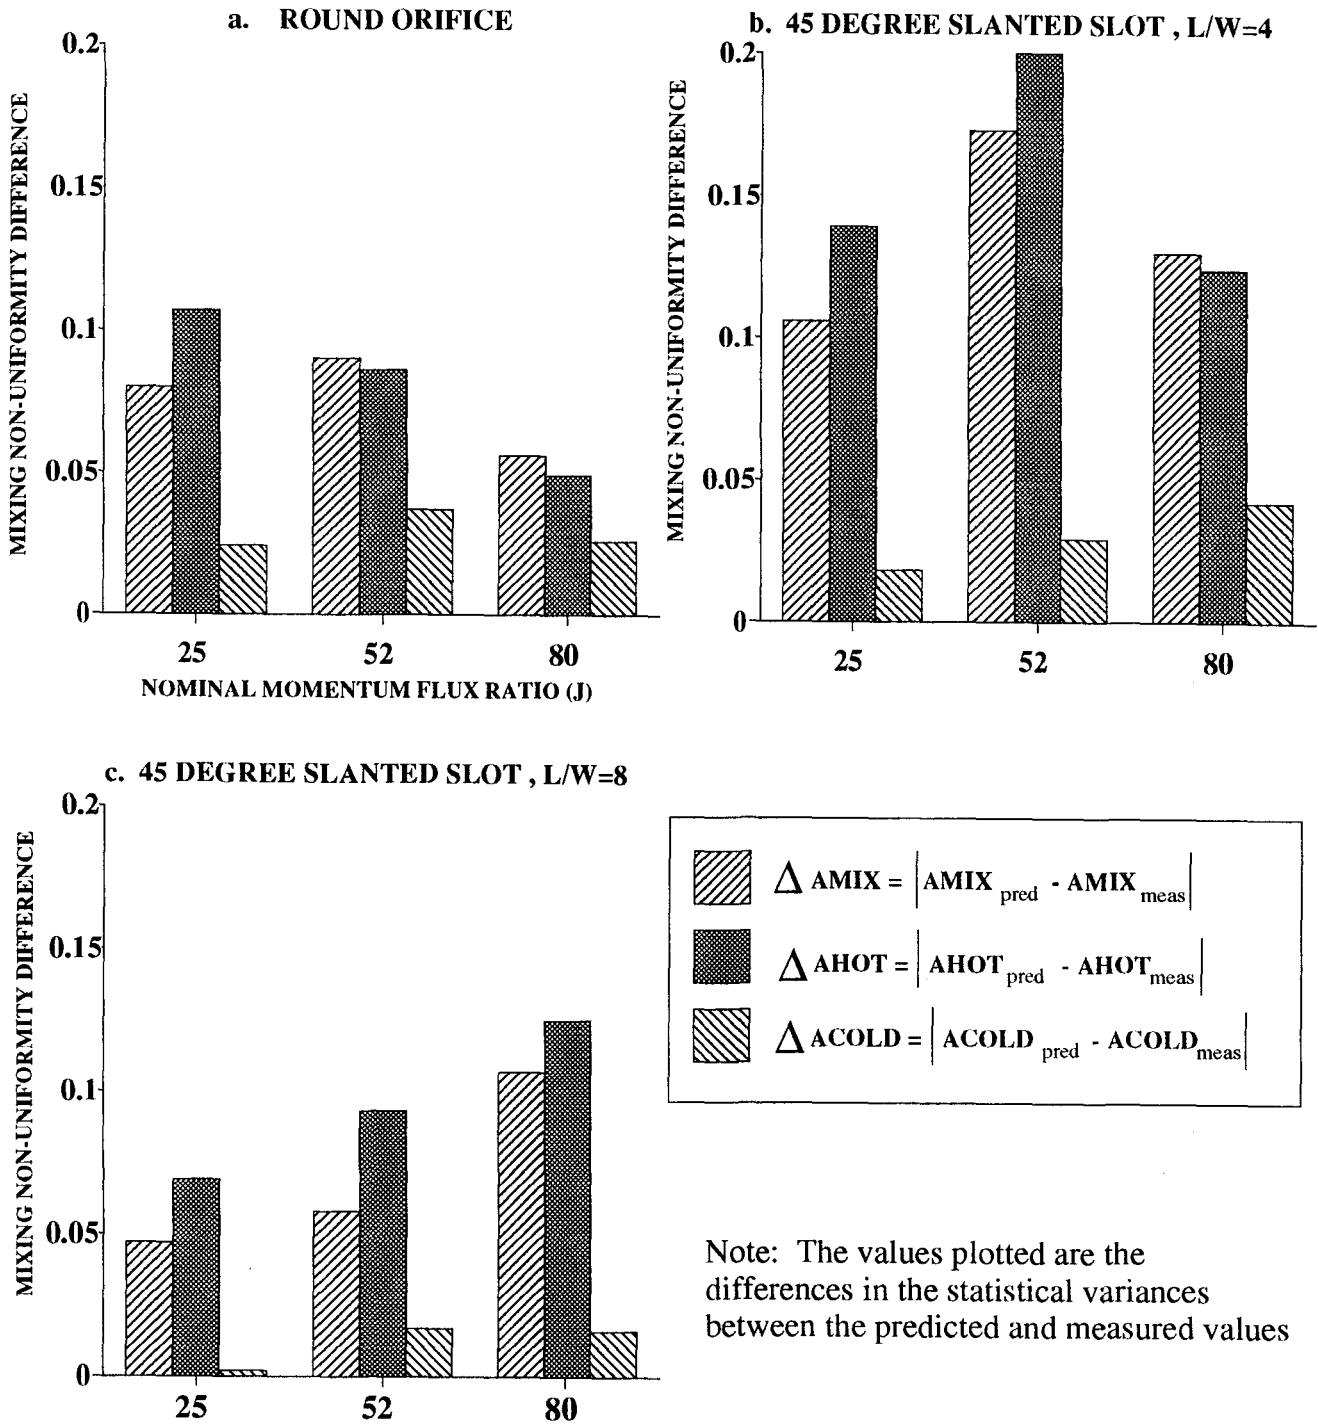 a. ROUND ORIFICE
MIXING NON-UNIFORMITY DIFFERENCE
0.2
0.15
0.1
0.05
0
25 52 80
NOMINAL MOMENTUM FLUX RATIO (J)
b. 45 DEGREE SLANTED SLOT , L/W=4
MIXING NON-UNIFORMITY DIFFERENCE
0.2
0.15
0.1
0.05
0
25 52 80
c. 45 DEGREE SLANTED SLOT , L/W=8
MIXING NON-UNIFORMITY DIFFERENCE
0.2
0.15
0.1
0.05
0
25 52 80
Δ AMIX = | AMIX pred - AMIX meas |
Δ AHOT = | AHOT pred - AHOT meas |
Δ ACOLD = | ACOLD pred - ACOLD meas |
Note: The values plotted are the
differences in the statistical variances
between the predicted and measured values